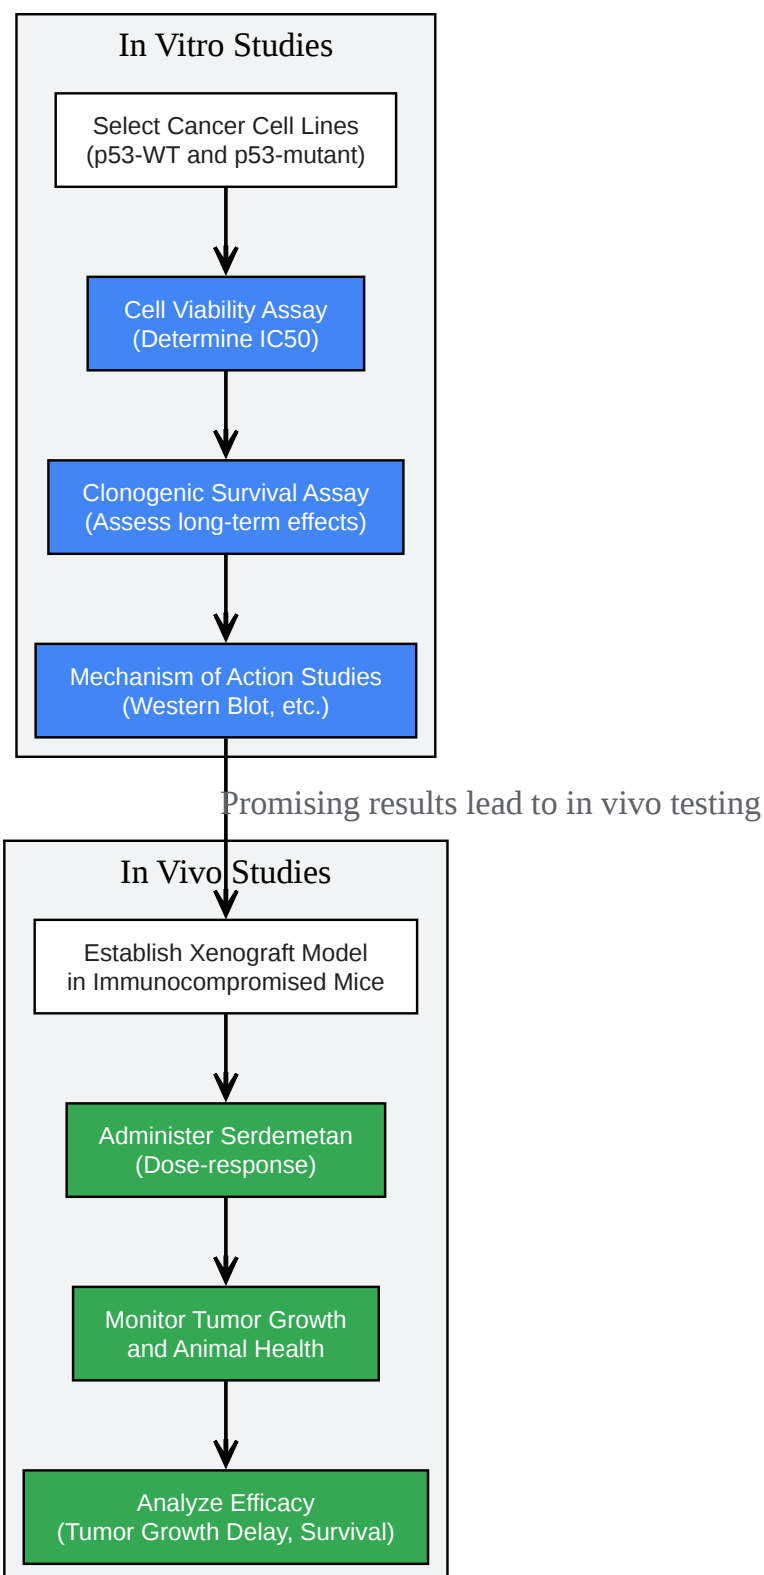 In Vitro Studies
Select Cancer Cell Lines
(p53-WT and p53-mutant)
Cell Viability Assay
(Determine IC50)
Clonogenic Survival Assay
(Assess long-term effects)
Mechanism of Action Studies
(Western Blot, etc.)
Promising results lead to in vivo testing
In Vivo Studies
Establish Xenograft Model
in Immunocompromised Mice
Administer Serdemetan
(Dose-response)
Monitor Tumor Growth
and Animal Health
Analyze Efficacy
(Tumor Growth Delay, Survival)